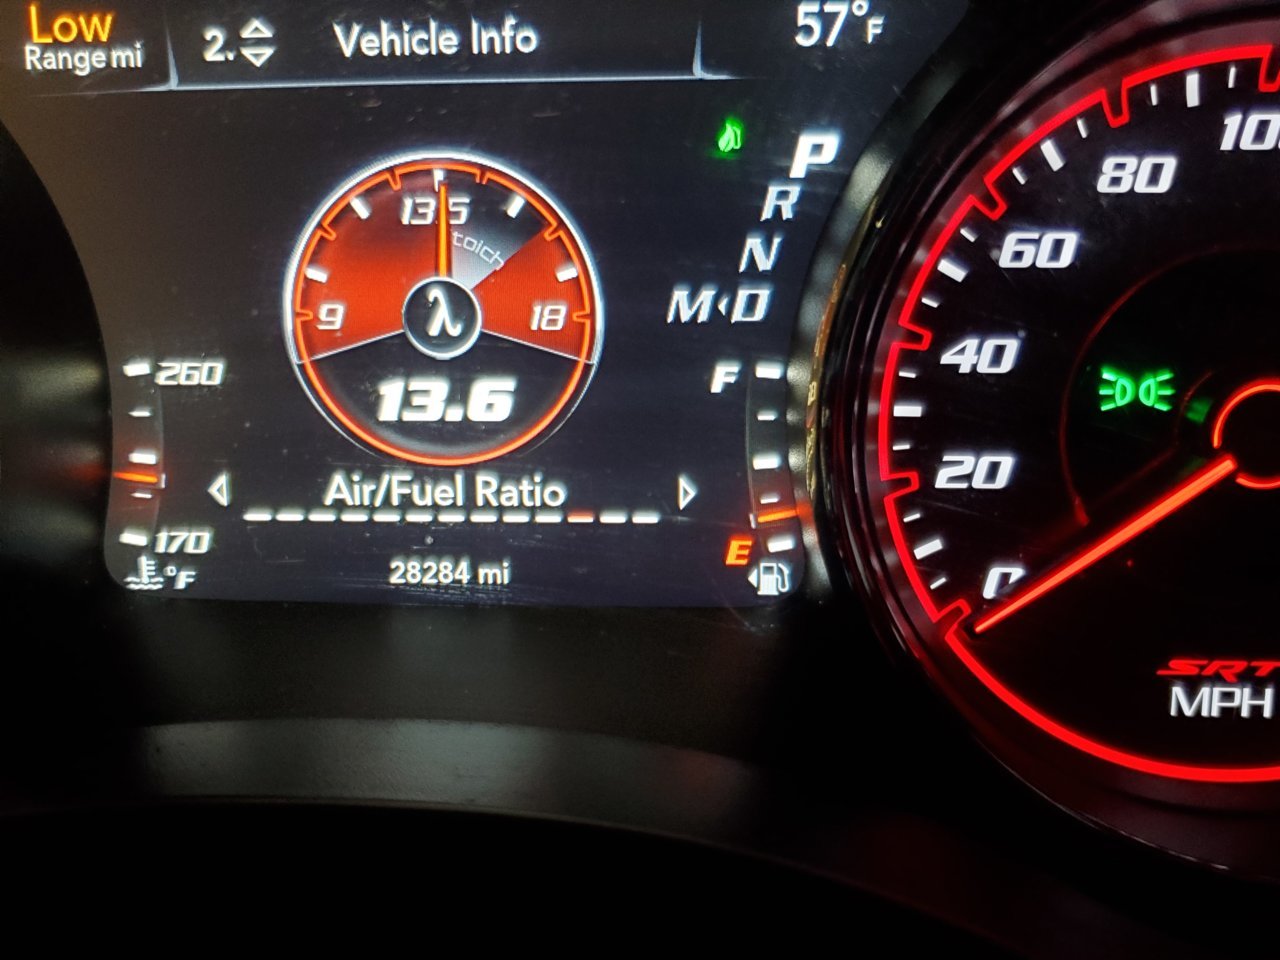 Low
Range mi
2.
Vehicle Info
57°F
P
R
N
M D
13.5
toich
9
18
λ
13.6
260
170
°F
Air/Fuel Ratio
28284 mi
F
E
0
20
40
60
80
SRT
MPH